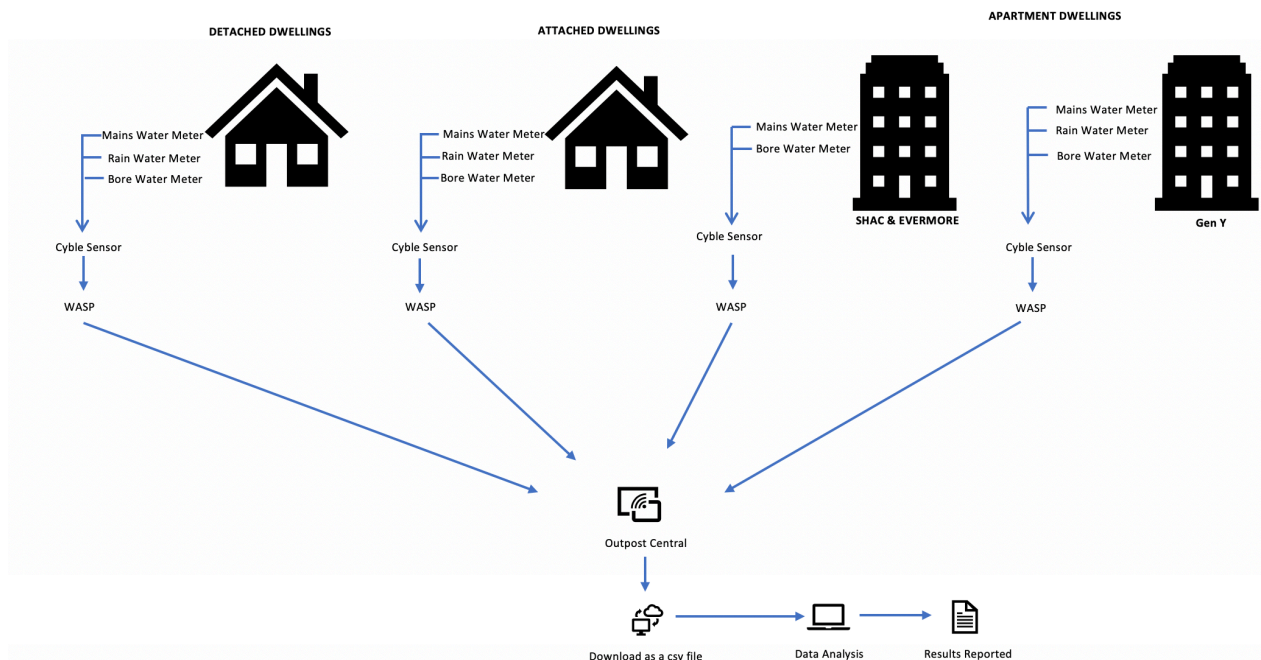 APARTMENT DWELLINGS
DETACHED DWELLINGS
ATTACHED DWELLINGS
Mains Water Meter
Rain Water Meter
Bore Water Meter
Cyble Sensor
WASP
Mains Water Meter
Rain Water Meter
Bore Water Meter
Cyble Sensor
WASP
Mains Water Meter
Bore Water Meter
SHAC & EVERMORE
Cyble Sensor
WASP
Mains Water Meter
Rain Water Meter
Bore Water Meter
Gen Y
Cyble Sensor
WASP
Outpost Central
Download as a csv file
Data Analysis
Results Reported